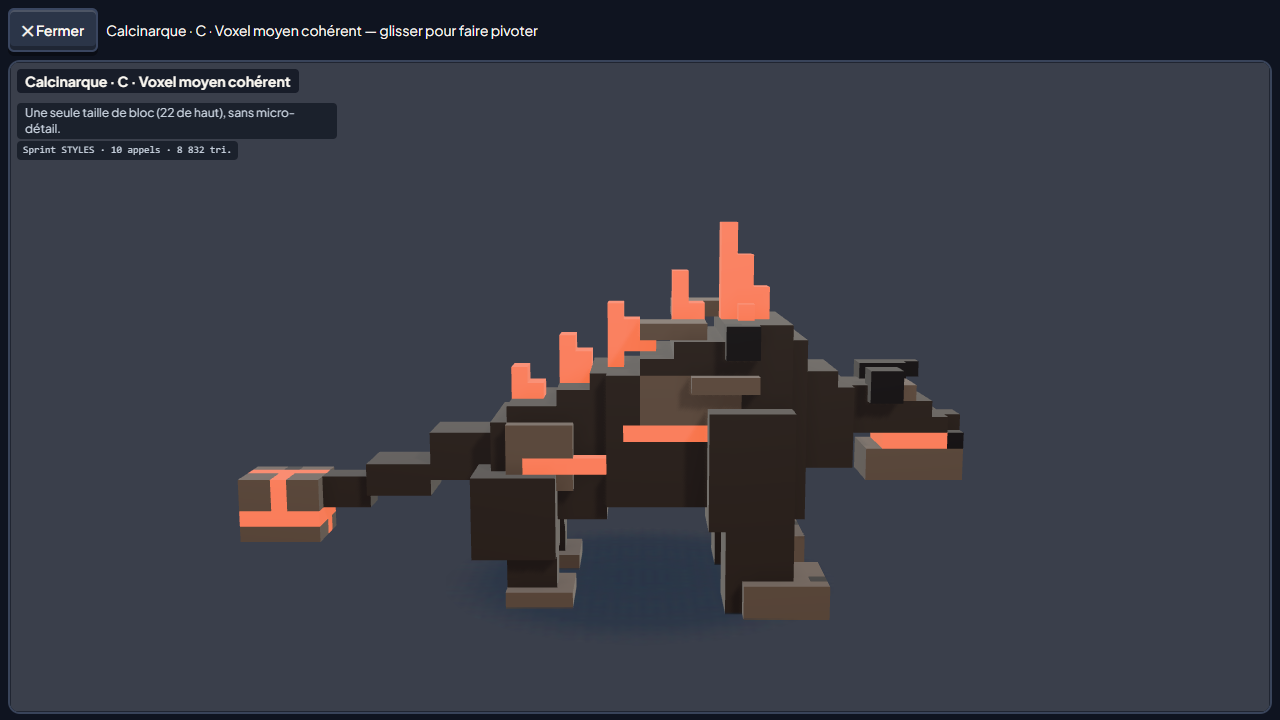 ✕Fermer
Calcinarque · C · Voxel moyen cohérent — glisser pour faire pivoter
Calcinarque · C · Voxel moyen cohérent
Une seule taille de bloc (22 de haut), sans micro-
détail.
Sprint STYLES · 10 appels · 8 832 tri.